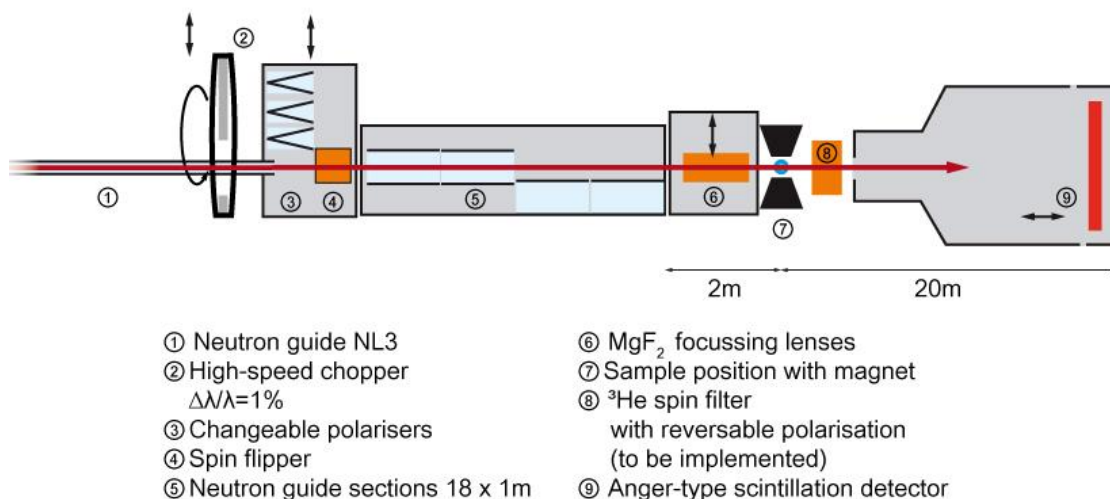 ②
①
③
④
⑤
⑥
⑦
⑧
⑨
2m
20m
① Neutron guide NL3
② High-speed chopper
Δλ/λ=1%
③ Changeable polarisers
④ Spin flipper
⑤ Neutron guide sections 18 x 1m
⑥ MgF₂ focussing lenses
⑦ Sample position with magnet
⑧ ³He spin filter
with reversable polarisation
(to be implemented)
⑨ Anger-type scintillation detector